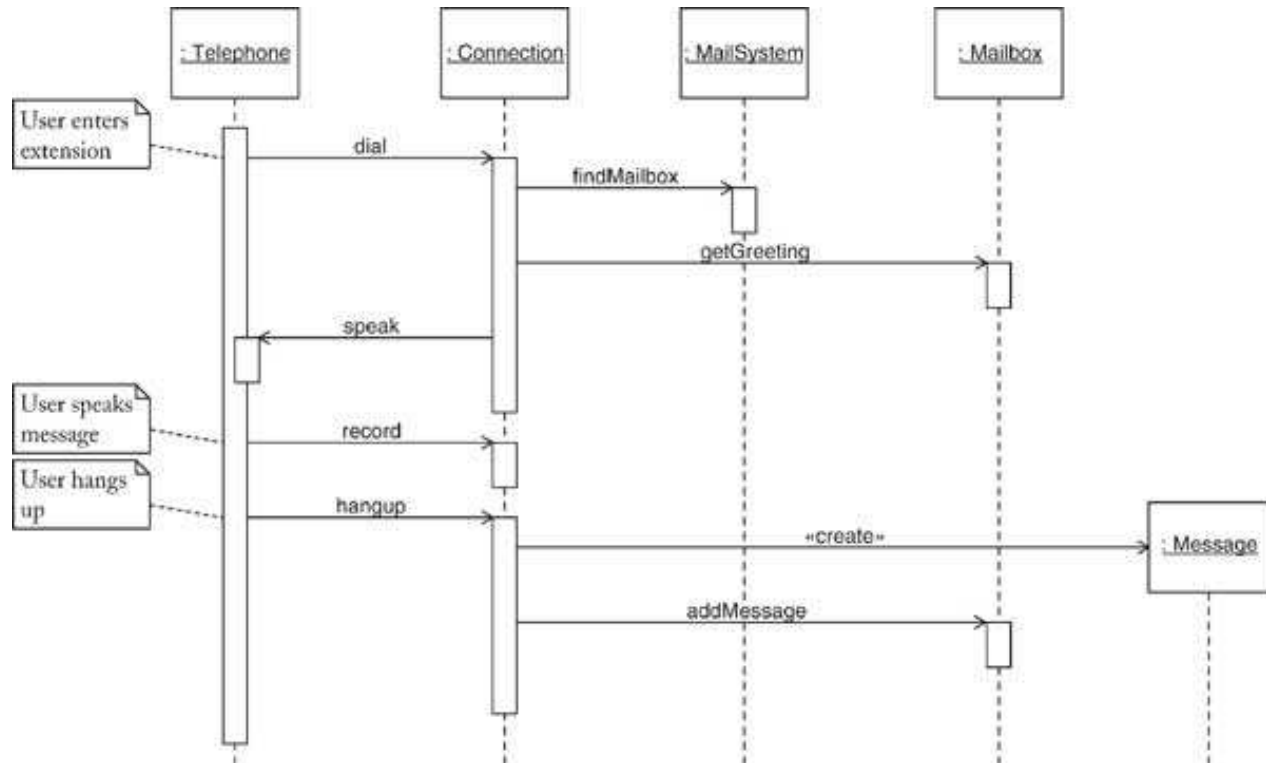 : Telephone
: Connection
: MailSystem
: Mailbox
User enters
extension
dial
findMailbox
getGreeting
speak
User speaks
message
record
User hangs
up
hangup
«create»
: Message
addMessage